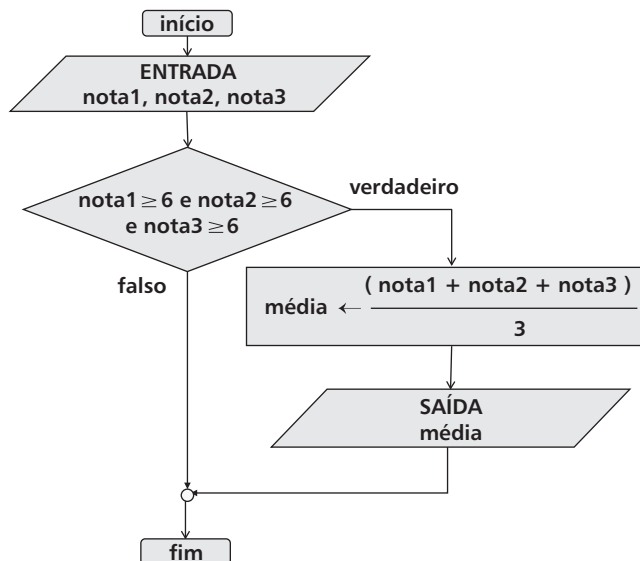 início
ENTRADA
nota1, nota2, nota3
nota1 ≥ 6 e nota2 ≥ 6
e nota3 ≥ 6
verdadeiro
falso
( nota1 + nota2 + nota3 )
média ←
3
SAÍDA
média
fim